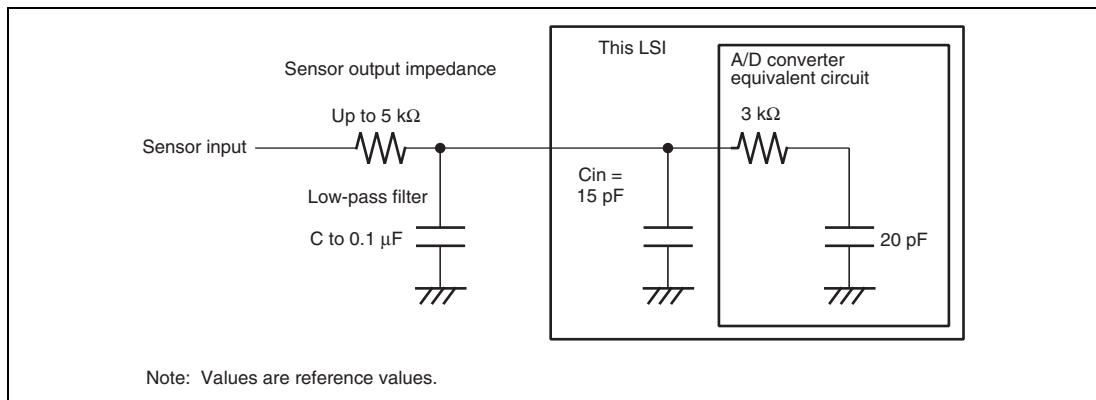 This LSI
A/D converter
equivalent circuit
Sensor output impedance
Up to 5 kΩ
3 kΩ
Sensor input
Cin =
15 pF
Low-pass filter
C to 0.1 μF
20 pF
Note: Values are reference values.